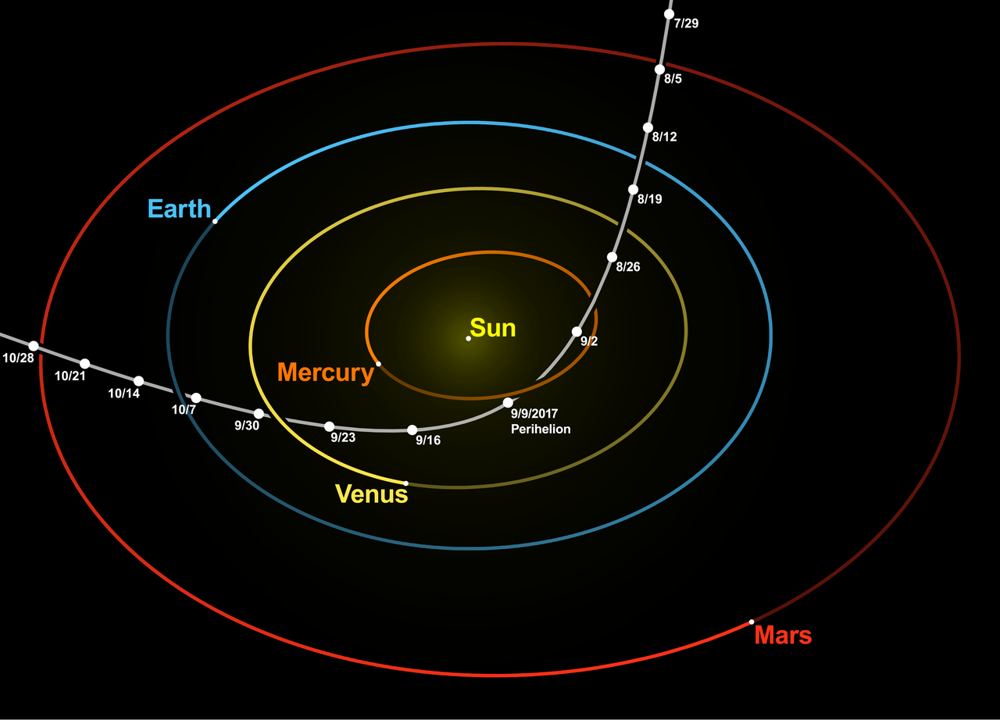 7/29
8/5
8/12
8/19
Earth
8/26
Sun
9/2
10/28
Mercury
10/21
10/14
10/7
9/9/2017
Perihelion
9/30
9/23
9/16
Venus
Mars